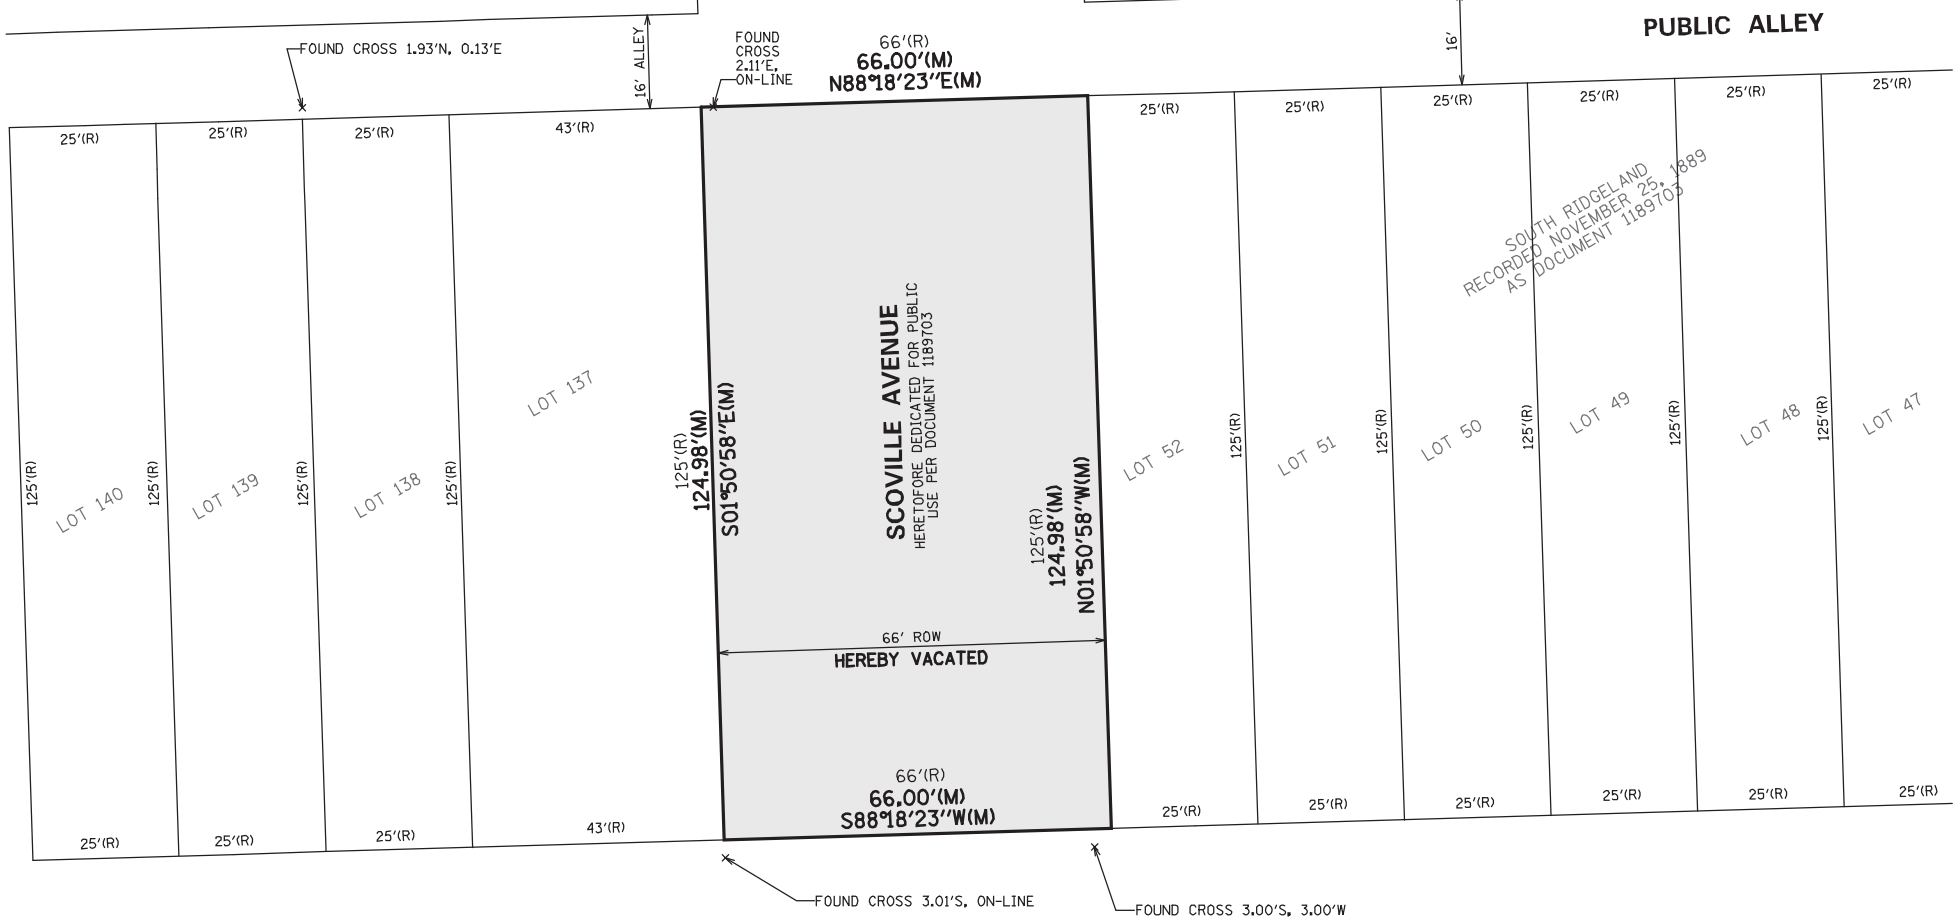 PUBLIC ALLEY
FOUND CROSS 1.93'N, 0.13'E
16' ALLEY
FOUND
CROSS
2.11'E,
ON-LINE
66'(R)
66.00'(M)
N88°18'23"E(M)
16'
25'(R)
25'(R)
25'(R)
43'(R)
25'(R)
25'(R)
25'(R)
25'(R)
25'(R)
25'(R)
SOUTH RIDGELAND
RECORDED NOVEMBER 25, 1889
AS DOCUMENT 1189703
125'(R)
LOT 140
125'(R)
LOT 139
125'(R)
LOT 138
125'(R)
LOT 137
125'(R)
124.98'(M)
S01°50'58"E(M)
SCOVILLE AVENUE
HERETOFORE DEDICATED FOR PUBLIC
USE PER DOCUMENT 1189703
125'(R)
124.98'(M)
N01°50'58"W(M)
LOT 52
125'(R)
LOT 51
125'(R)
LOT 50
125'(R)
LOT 49
125'(R)
LOT 48
125'(R)
LOT 47
66' ROW
HEREBY VACATED
66'(R)
66.00'(M)
S88°18'23"W(M)
25'(R)
25'(R)
25'(R)
43'(R)
25'(R)
25'(R)
25'(R)
25'(R)
25'(R)
25'(R)
FOUND CROSS 3.01'S, ON-LINE
FOUND CROSS 3.00'S, 3.00'W